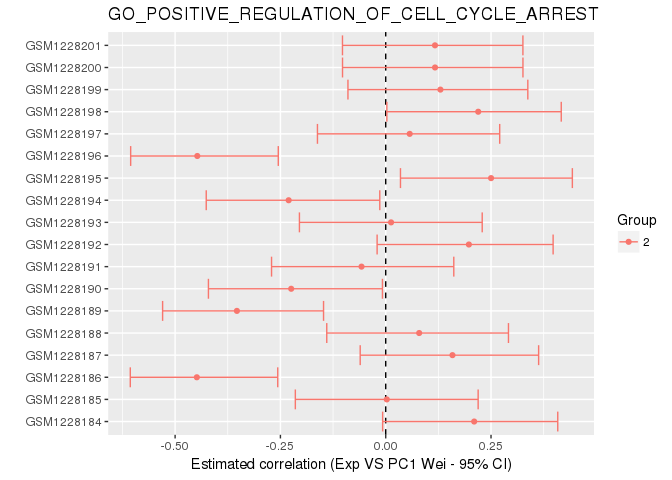 GO_POSITIVE_REGULATION_OF_CELL_CYCLE_ARREST
GSM1228201
GSM1228200
GSM1228199
GSM1228198
GSM1228197
GSM1228196
GSM1228195
GSM1228194
GSM1228193
GSM1228192
GSM1228191
GSM1228190
GSM1228189
GSM1228188
GSM1228187
GSM1228186
GSM1228185
GSM1228184
Group
2
-0.50 -0.25 0.00 0.25
Estimated correlation (Exp VS PC1 Wei - 95% CI)